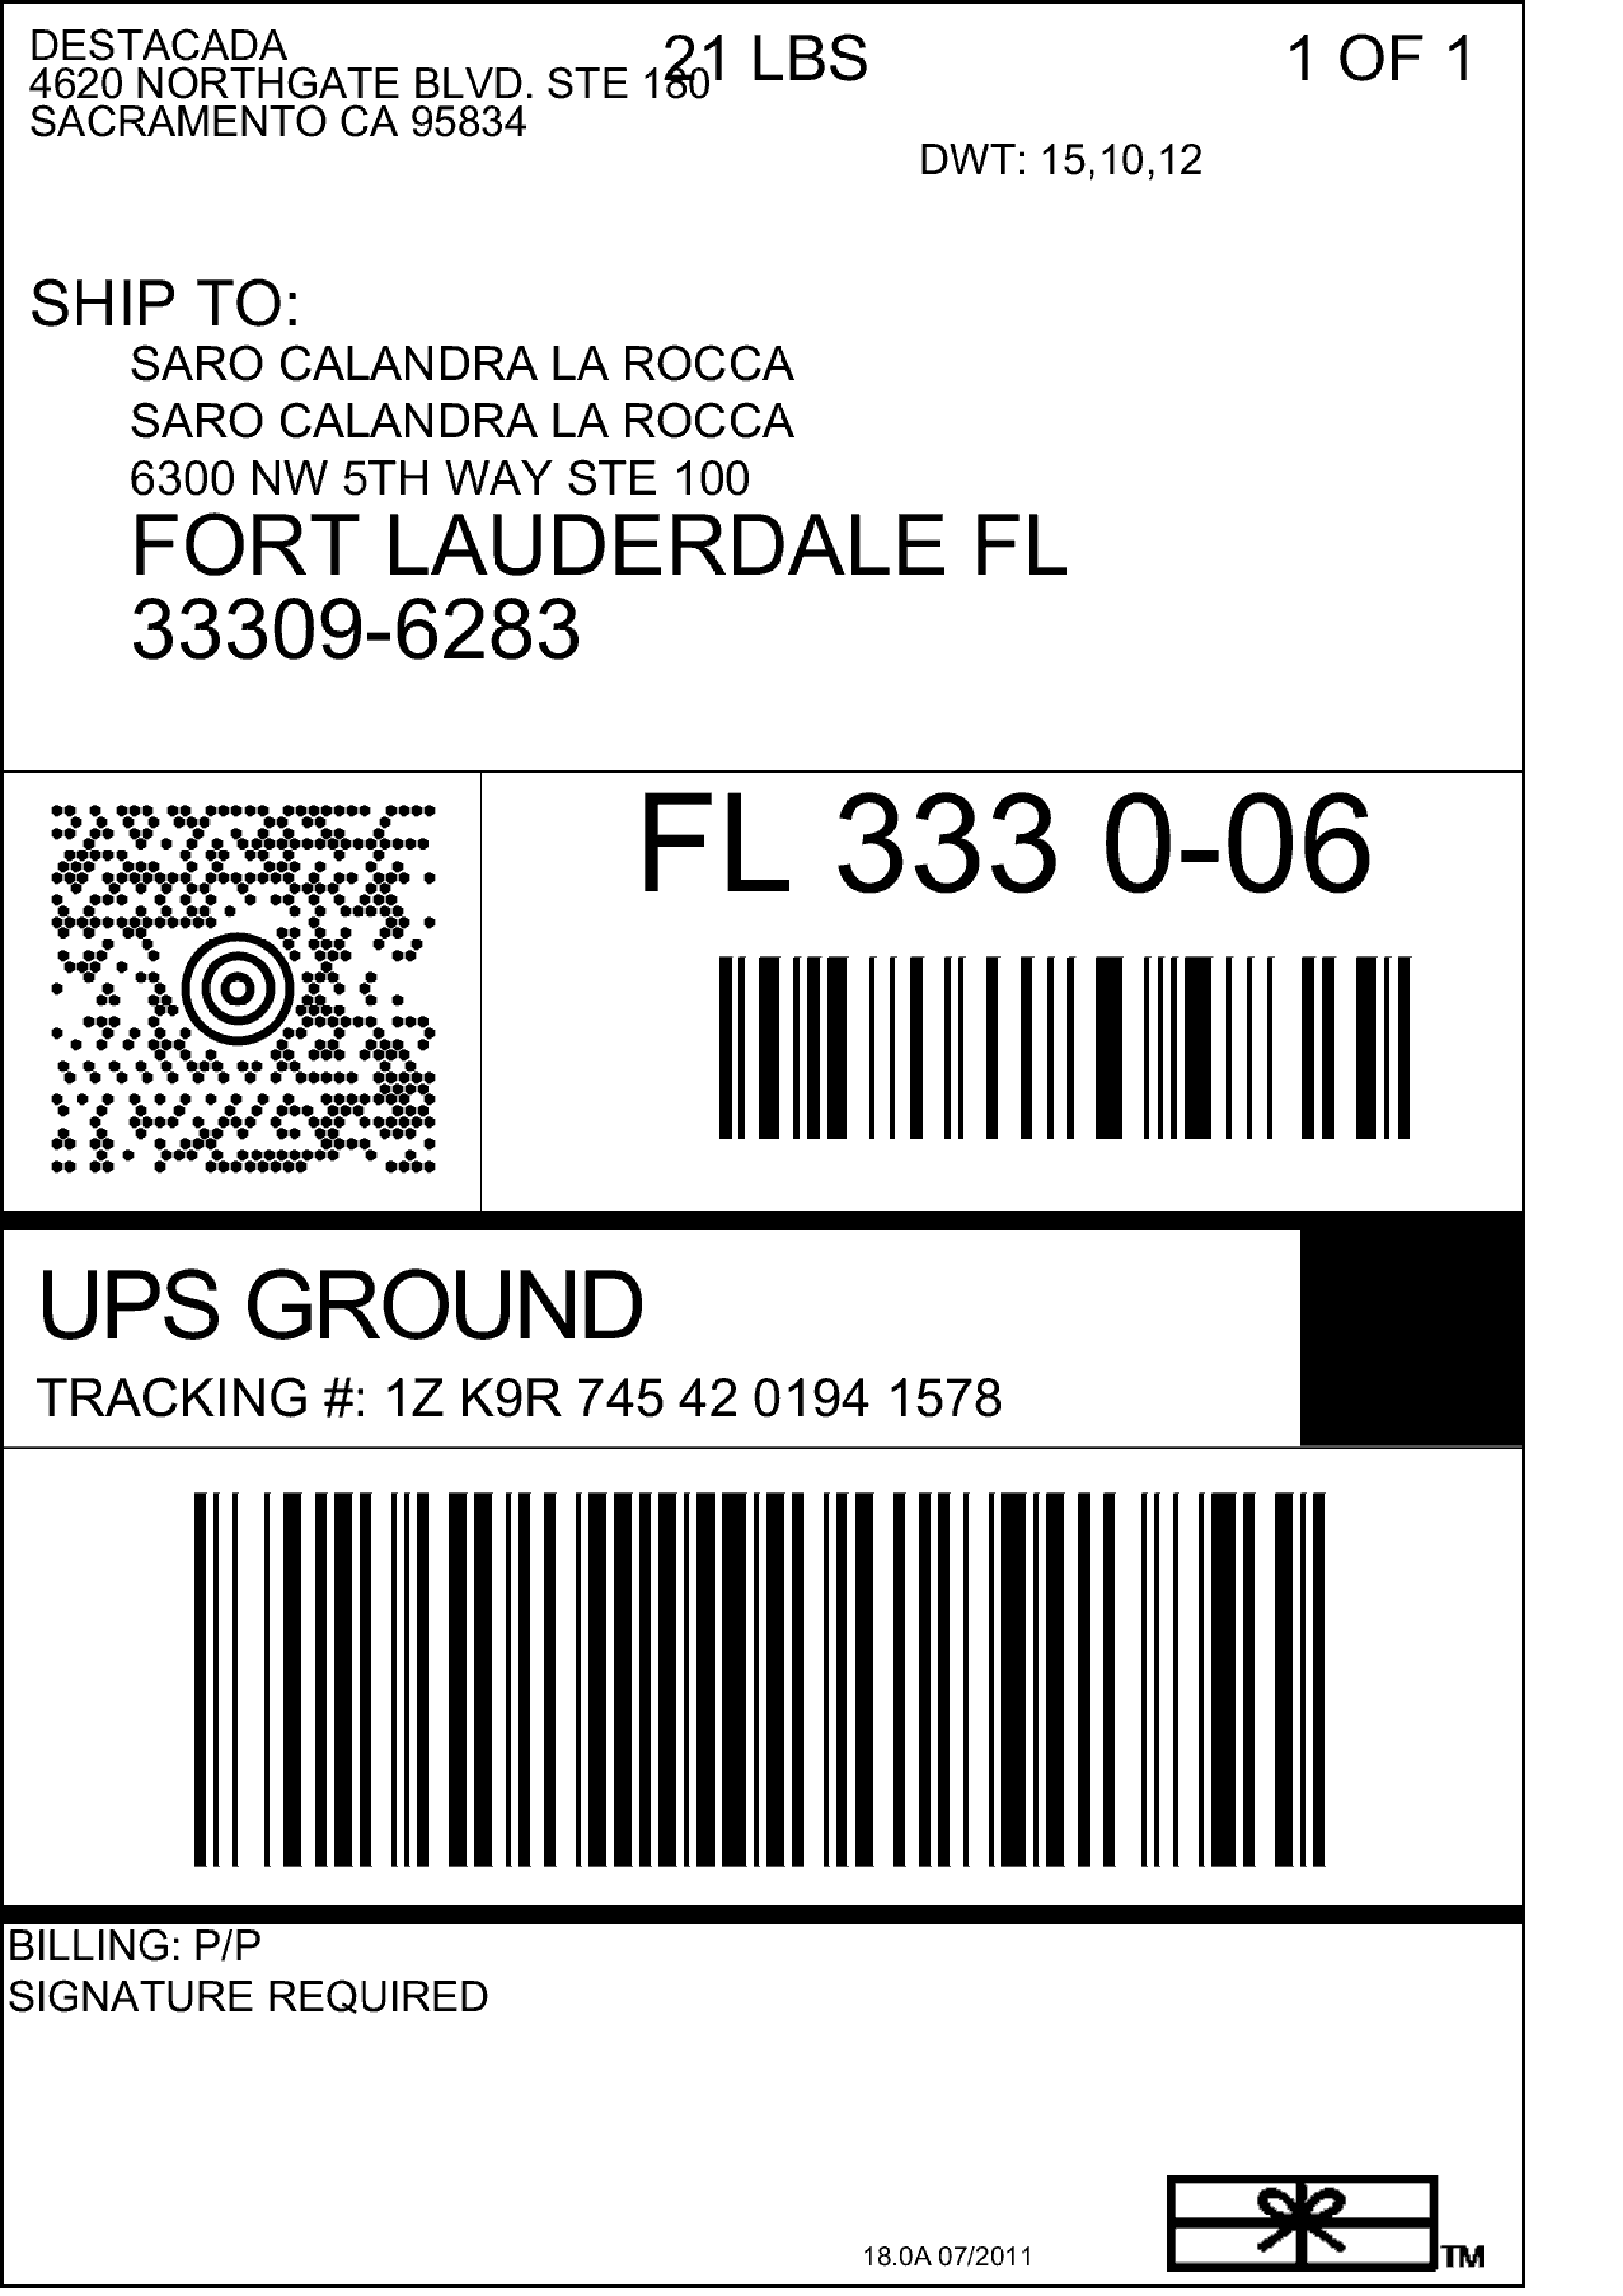 DESTACADA
4620 NORTHGATE BLVD. STE 180
SACRAMENTO CA 95834
21 LBS
1 OF 1
DWT: 15,10,12
SHIP TO:
SARO CALANDRA LA ROCCA
SARO CALANDRA LA ROCCA
6300 NW 5TH WAY STE 100
FORT LAUDERDALE FL
33309-6283
FL 333 0-06
UPS GROUND
TRACKING #: 1Z K9R 745 42 0194 1578
BILLING: P/P
SIGNATURE REQUIRED
18.0A 07/2011
TM